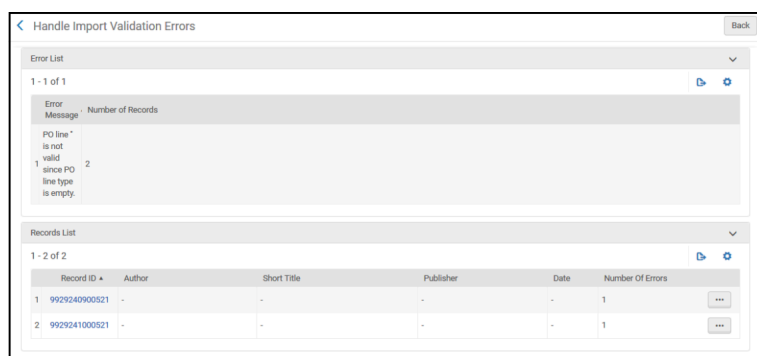 Handle Import Validation Errors Back
Error List
1 - 1 of 1
Error Message Number of Records
PO line "
is not
valid
1 since PO 2
line type
is empty.
Records List
1 - 2 of 2
Record ID Author Short Title Publisher Date Number Of Errors
1 9929240900521 - - - - 1 ...
2 9929241000521 - - - - 1 ...